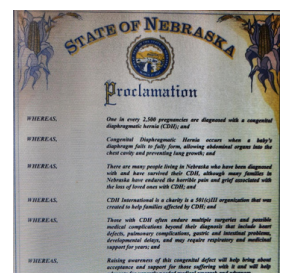 STATE OF NEBRASKA
Proclamation
WHEREAS, One in every 2,500 pregnancies are diagnosed with a congenital
diaphragmatic hernia (CDH); and
WHEREAS, Congenital Diaphragmatic Hernia occurs when a baby's
diaphragm fails to fully form, allowing abdominal organs into the
chest cavity and preventing lung growth; and
WHEREAS, There are many people living in Nebraska who have been diagnosed
with and have survived their CDH, although many families in
Nebraska have endured the horrible pain and grief associated with
the loss of loved ones with CDH; and
WHEREAS, CDH International is a charity is a 501(c)III organization that was
created to help families affected by CDH; and
WHEREAS, Those with CDH often endure multiple surgeries and possible
medical complications beyond their diagnosis that include heart
defects, pulmonary complications, gastric and intestinal problems,
developmental delays, and may require respiratory and medicinal
support for years; and
WHEREAS, Raising awareness of this congenital defect will help bring about
acceptance and support for those suffering with it and will help